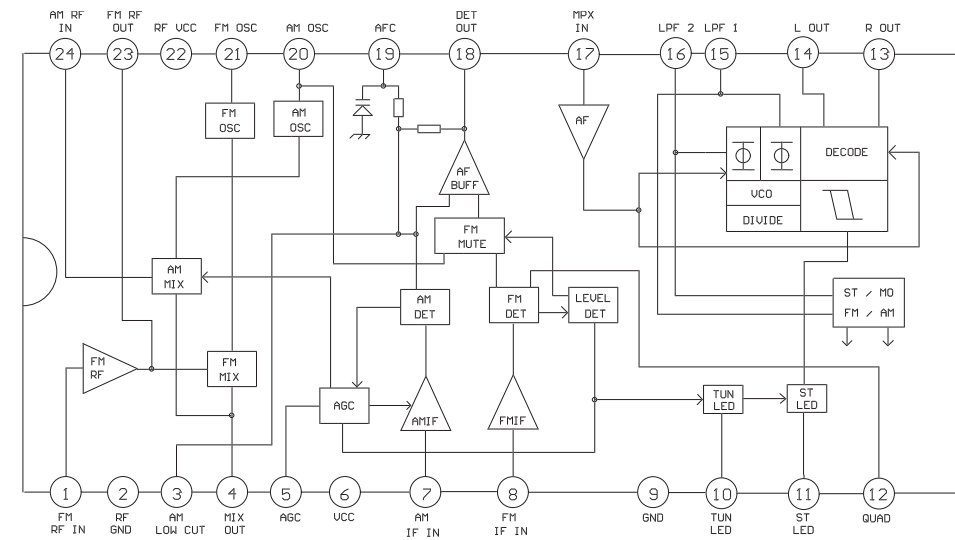 AM RF
IN
FM RF
OUT
RF VCC
FM OSC
AM OSC
AFC
DET
OUT
MPX
IN
LPF 2
LPF 1
L OUT
R OUT
24
23
22
21
20
19
18
17
16
15
14
13
FM
OSC
AM
OSC
AF
BUFF
AF
DECODE
VCO
DIVIDE
FM
MUTE
AM
MIX
AM
DET
FM
DET
LEVEL
DET
ST / MO
FM / AM
FM
RF
FM
MIX
AGC
AMIF
FMIF
TUN
LED
ST
LED
1
2
3
4
5
6
7
8
9
10
11
12
FM
RF IN
RF
GND
AM
LOW CUT
MIX
OUT
AGC
VCC
AM
IF IN
FM
IF IN
GND
TUN
LED
ST
LED
QUAD